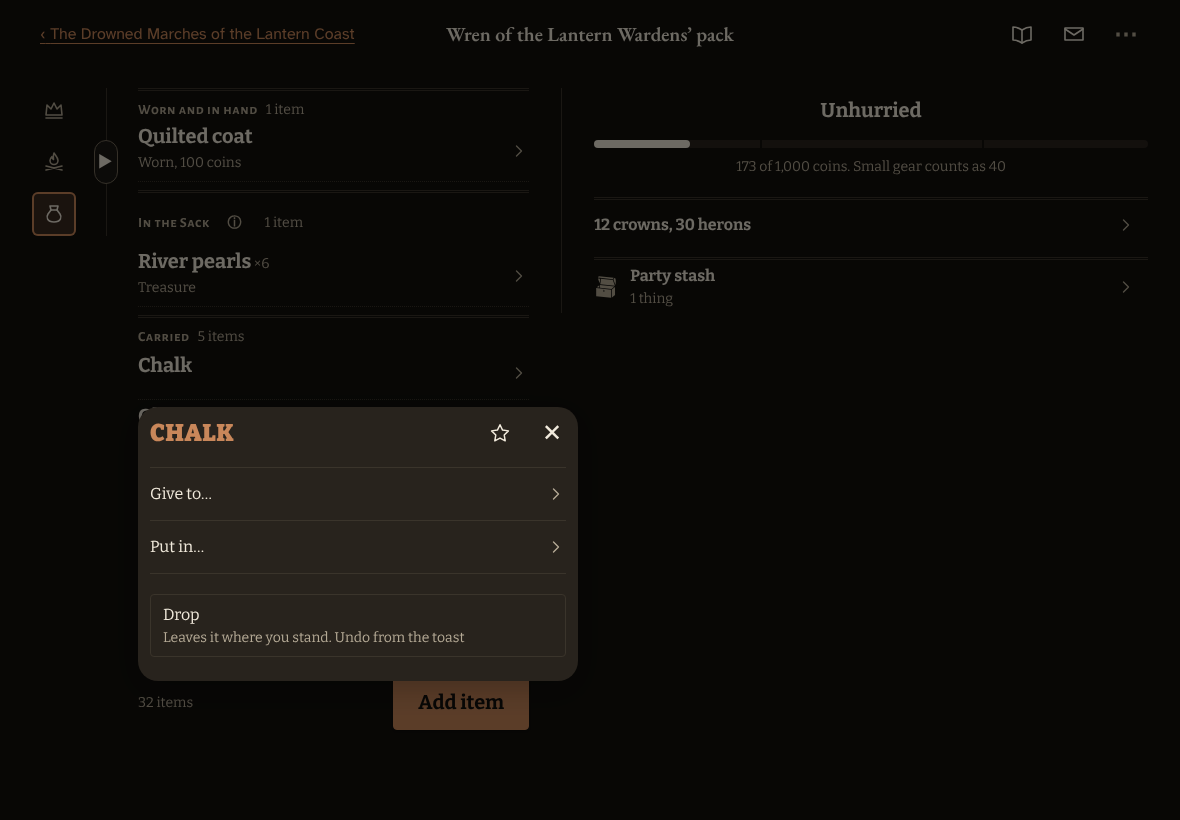 ‹ The Drowned Marches of the Lantern Coast
Wren of the Lantern Wardens’ pack
Worn and in hand 1 item
Quilted coat
Worn, 100 coins
In the Sack 1 item
River pearls ×6
Treasure
Carried 5 items
Chalk
CHALK
Give to...
Put in...
Drop
Leaves it where you stand. Undo from the toast
32 items
Add item
Unhurried
173 of 1,000 coins. Small gear counts as 40
12 crowns, 30 herons
Party stash
1 thing